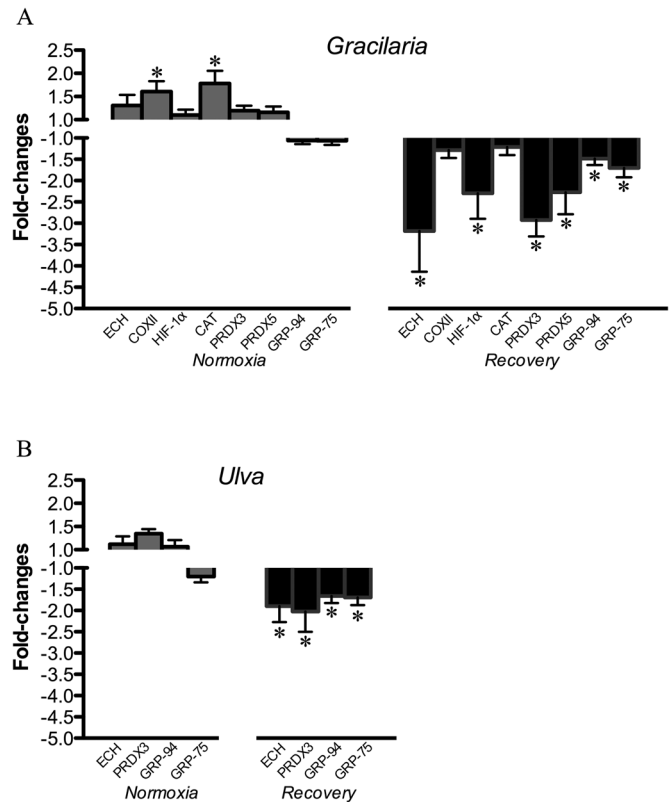 A
Gracilaria
Fold-changes
2.5
2.0
1.5
1.0
-1.0
-1.5
-2.0
-2.5
-3.0
-3.5
-4.0
-4.5
-5.0
* *
* * * * * *
ECH COXII HIF-1α CAT PRDX3 PRDX5 GRP-94 GRP-75
Normoxia
ECH COXII HIF-1α CAT PRDX3 PRDX5 GRP-94 GRP-75
Recovery
B
Ulva
Fold-changes
2.5
2.0
1.5
1.0
-1.0
-1.5
-2.0
-2.5
-3.0
-3.5
-4.0
-4.5
-5.0
* * * *
ECH PRDX3 GRP-94 GRP-75
Normoxia
ECH PRDX3 GRP-94 GRP-75
Recovery